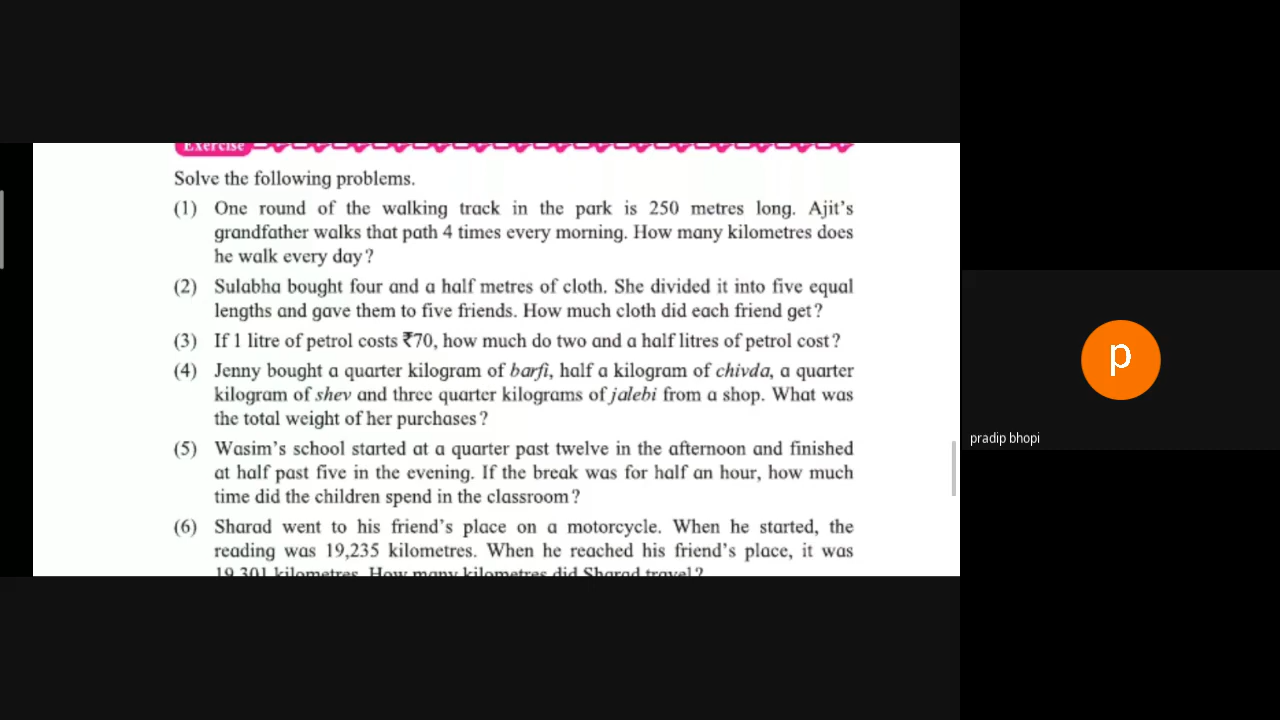 Exercise
Solve the following problems.
(1) One round of the walking track in the park is 250 metres long. Ajit's
grandfather walks that path 4 times every morning. How many kilometres does
he walk every day?
(2) Sulabha bought four and a half metres of cloth. She divided it into five equal
lengths and gave them to five friends. How much cloth did each friend get?
(3) If 1 litre of petrol costs ₹70, how much do two and a half litres of petrol cost?
(4) Jenny bought a quarter kilogram of barfi, half a kilogram of chivda, a quarter
kilogram of shev and three quarter kilograms of jalebi from a shop. What was
the total weight of her purchases?
(5) Wasim's school started at a quarter past twelve in the afternoon and finished
at half past five in the evening. If the break was for half an hour, how much
time did the children spend in the classroom?
(6) Sharad went to his friend's place on a motorcycle. When he started, the
reading was 19,235 kilometres. When he reached his friend's place, it was
19,301 kilometres. How many kilometres did Sharad travel?
p
pradip bhopi